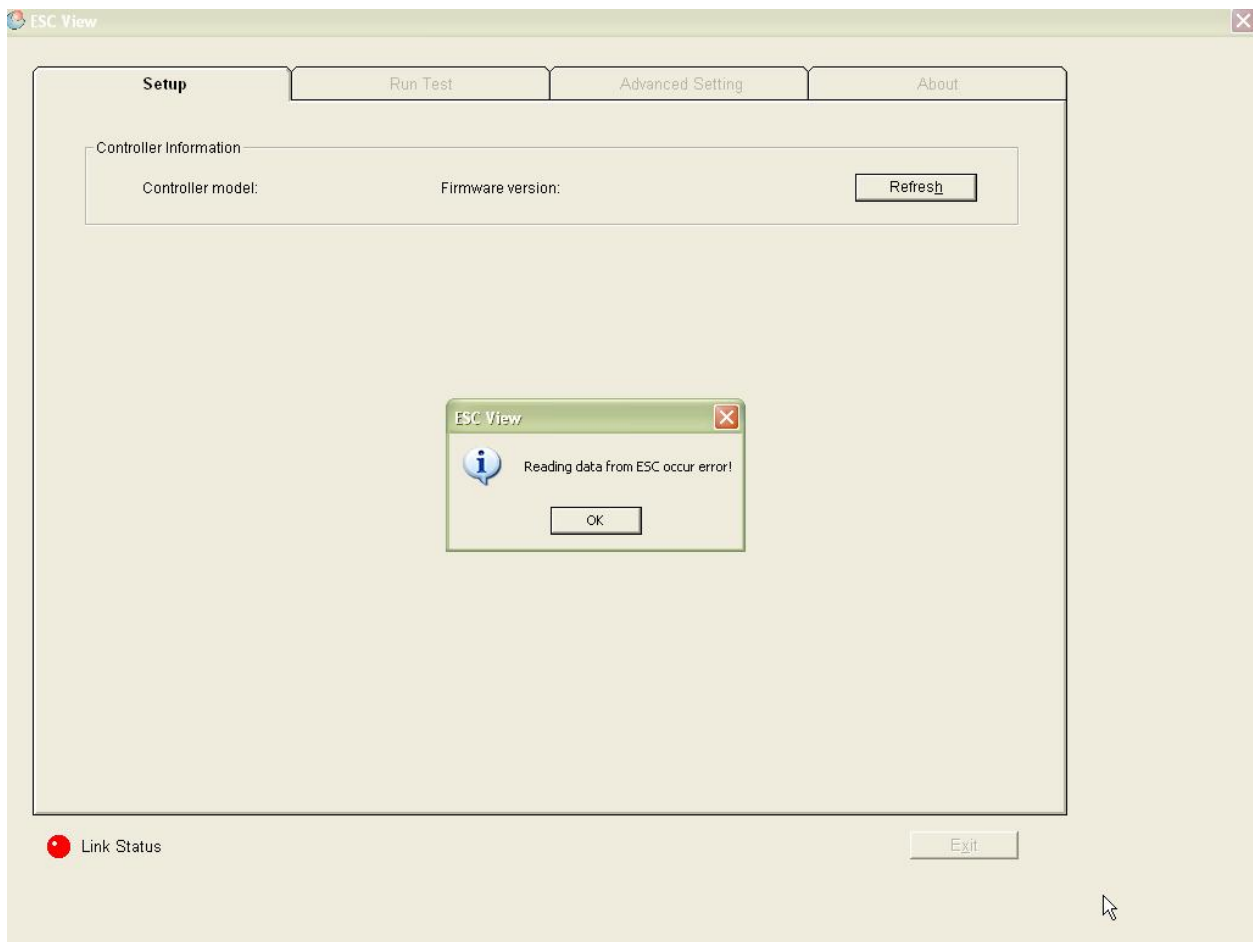 ESC View
Setup Run Test Advanced Setting About
Controller Information
Controller model: Firmware version: Refresh
ESC View
Reading data from ESC occur error!
OK
Link Status Exit